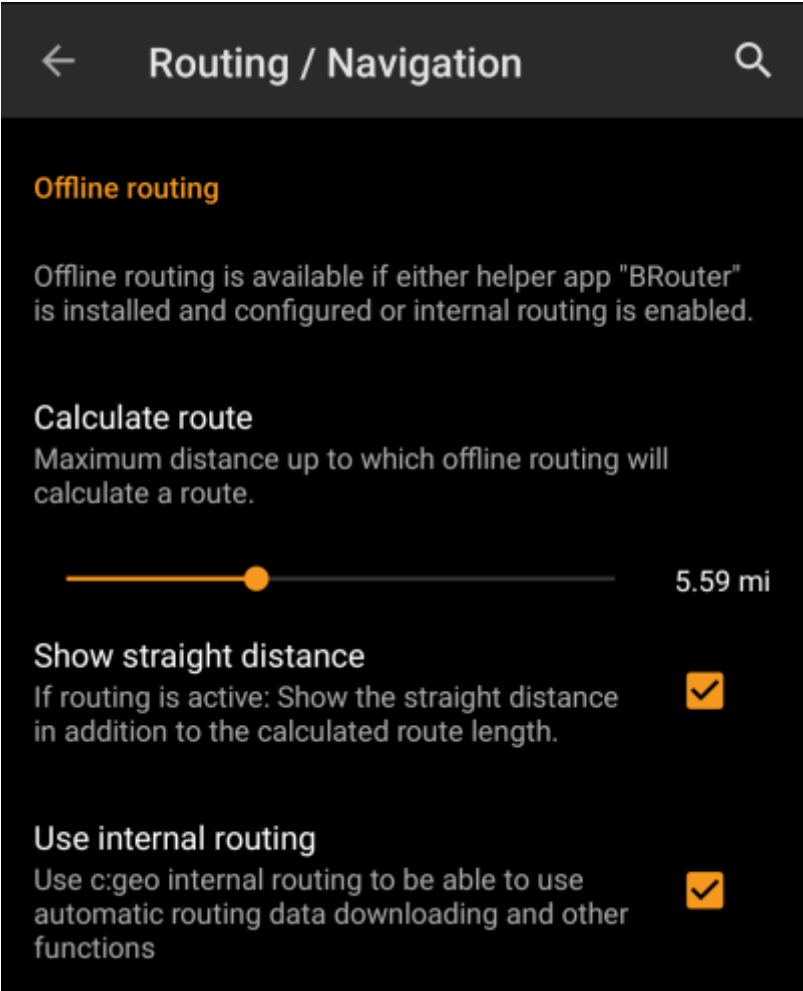 Routing / Navigation
Offline routing
Offline routing is available if either helper app "BRouter"
is installed and configured or internal routing is enabled.
Calculate route
Maximum distance up to which offline routing will
calculate a route.
5.59 mi
Show straight distance
If routing is active: Show the straight distance
in addition to the calculated route length.
Use internal routing
Use c:geo internal routing to be able to use
automatic routing data downloading and other
functions